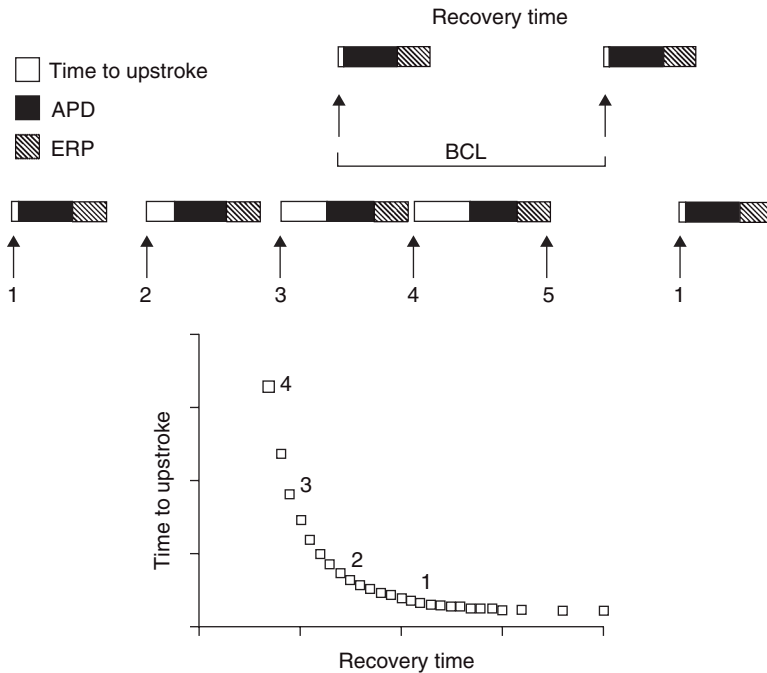 Recovery time
Time to upstroke
APD
ERP
BCL
1 2 3 4 5 1
4
3
2
1
Time to upstroke
Recovery time